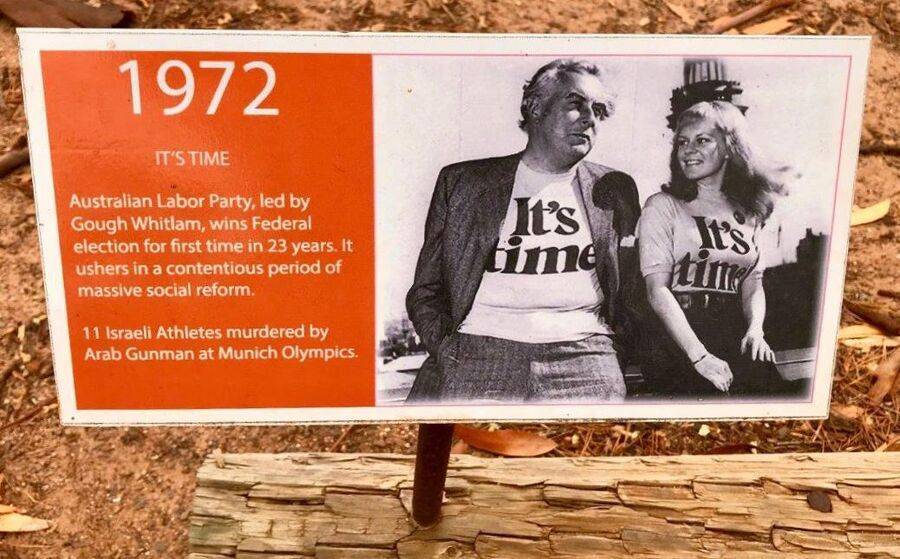 1972
IT'S TIME
Australian Labor Party, led by
Gough Whitlam, wins Federal
election for first time in 23 years. It
ushers in a contentious period of
massive social reform.
11 Israeli Athletes murdered by
Arab Gunman at Munich Olympics.
It's
time
It's
time